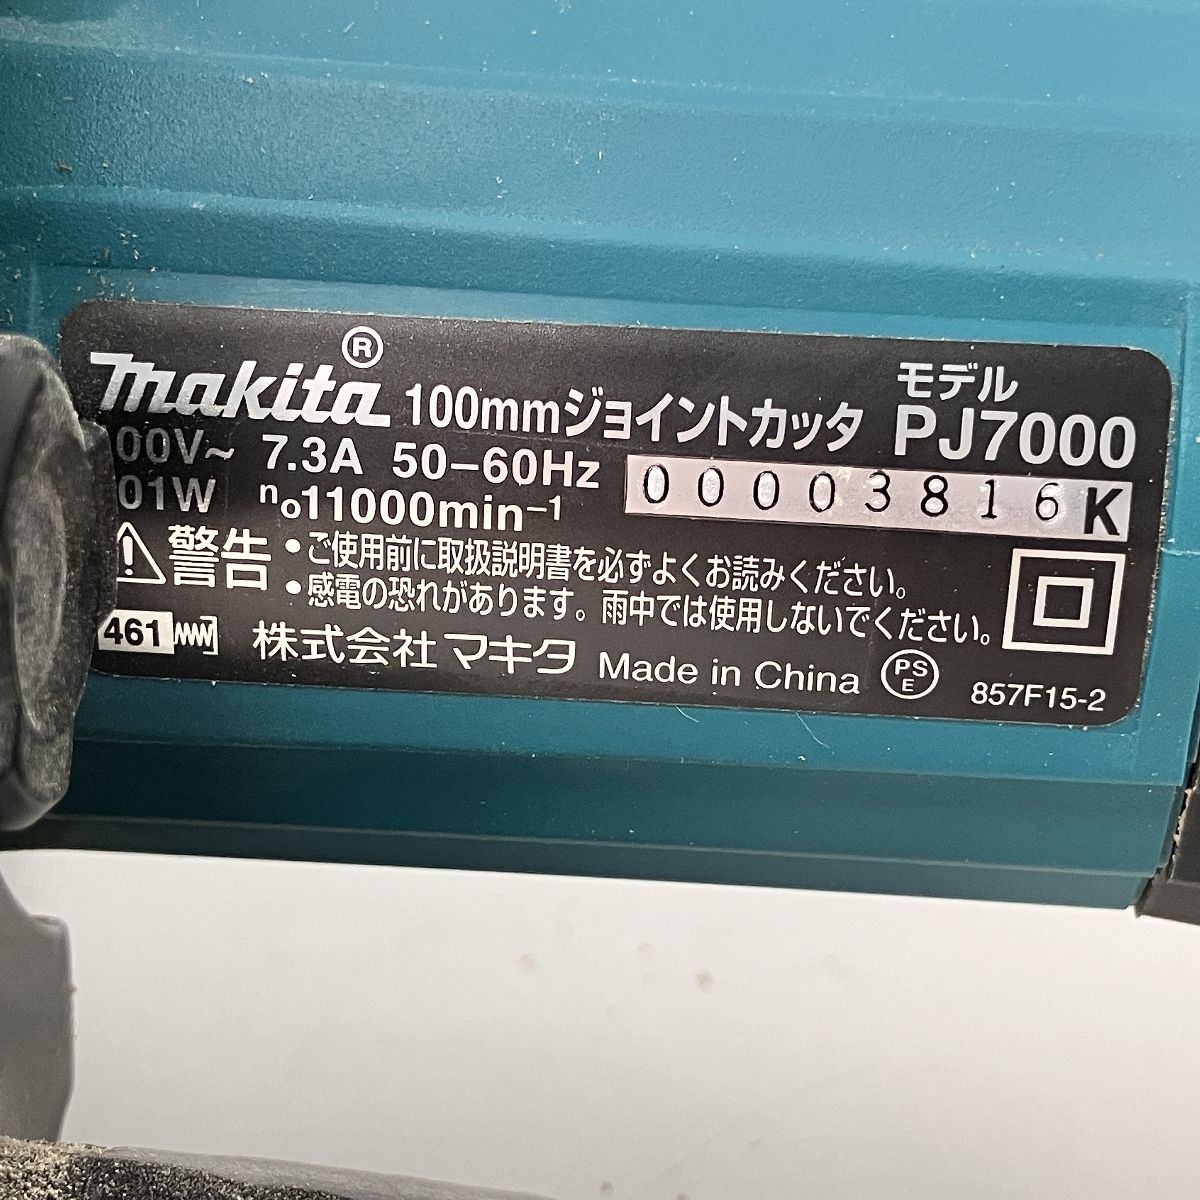 makita® 100mmジョイントカッタ モデル PJ7000
00V~ 7.3A 50-60Hz 00003816K
01W no11000min-1
警告 •ご使用前に取扱説明書を必ずよくお読みください。
•感電の恐れがあります。雨中では使用しないでください。
461 株式会社マキタ Made in China PSE 857F15-2